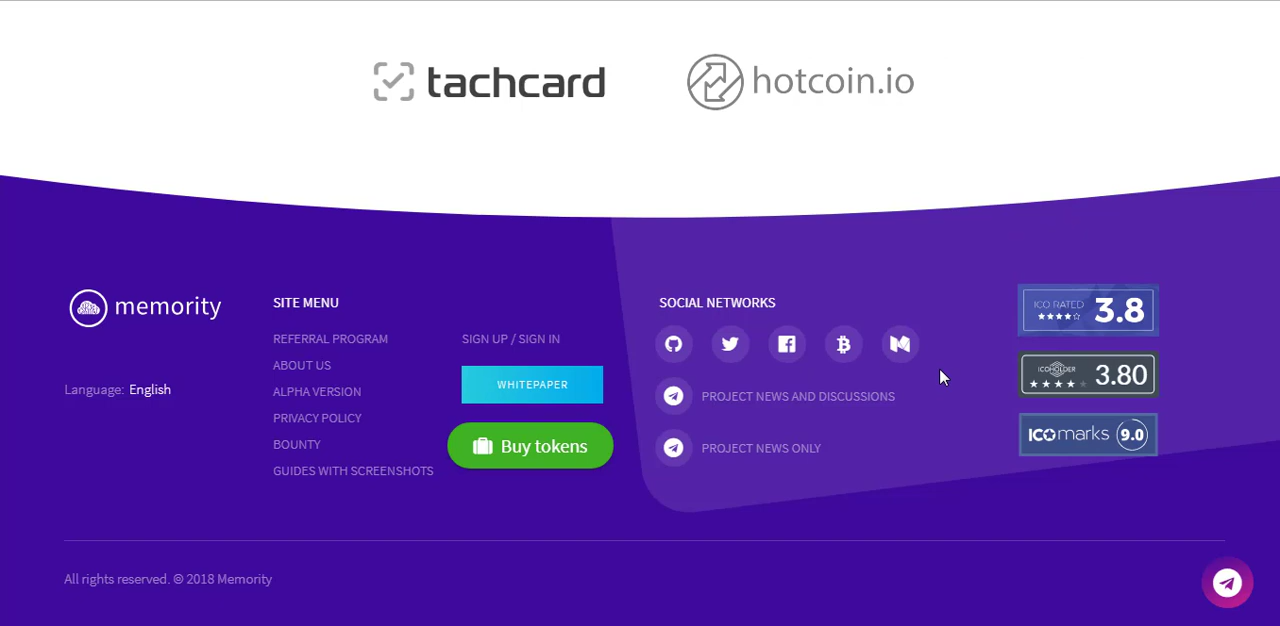 tachcard
hotcoin.io
memority
Language: English
SITE MENU
REFERRAL PROGRAM
ABOUT US
ALPHA VERSION
PRIVACY POLICY
BOUNTY
GUIDES WITH SCREENSHOTS
SIGN UP / SIGN IN
WHITEPAPER
Buy tokens
SOCIAL NETWORKS
PROJECT NEWS AND DISCUSSIONS
PROJECT NEWS ONLY
ICO RATED
3.8
ICOHOLDER
3.80
ICOmarks 9.0
All rights reserved. © 2018 Memority